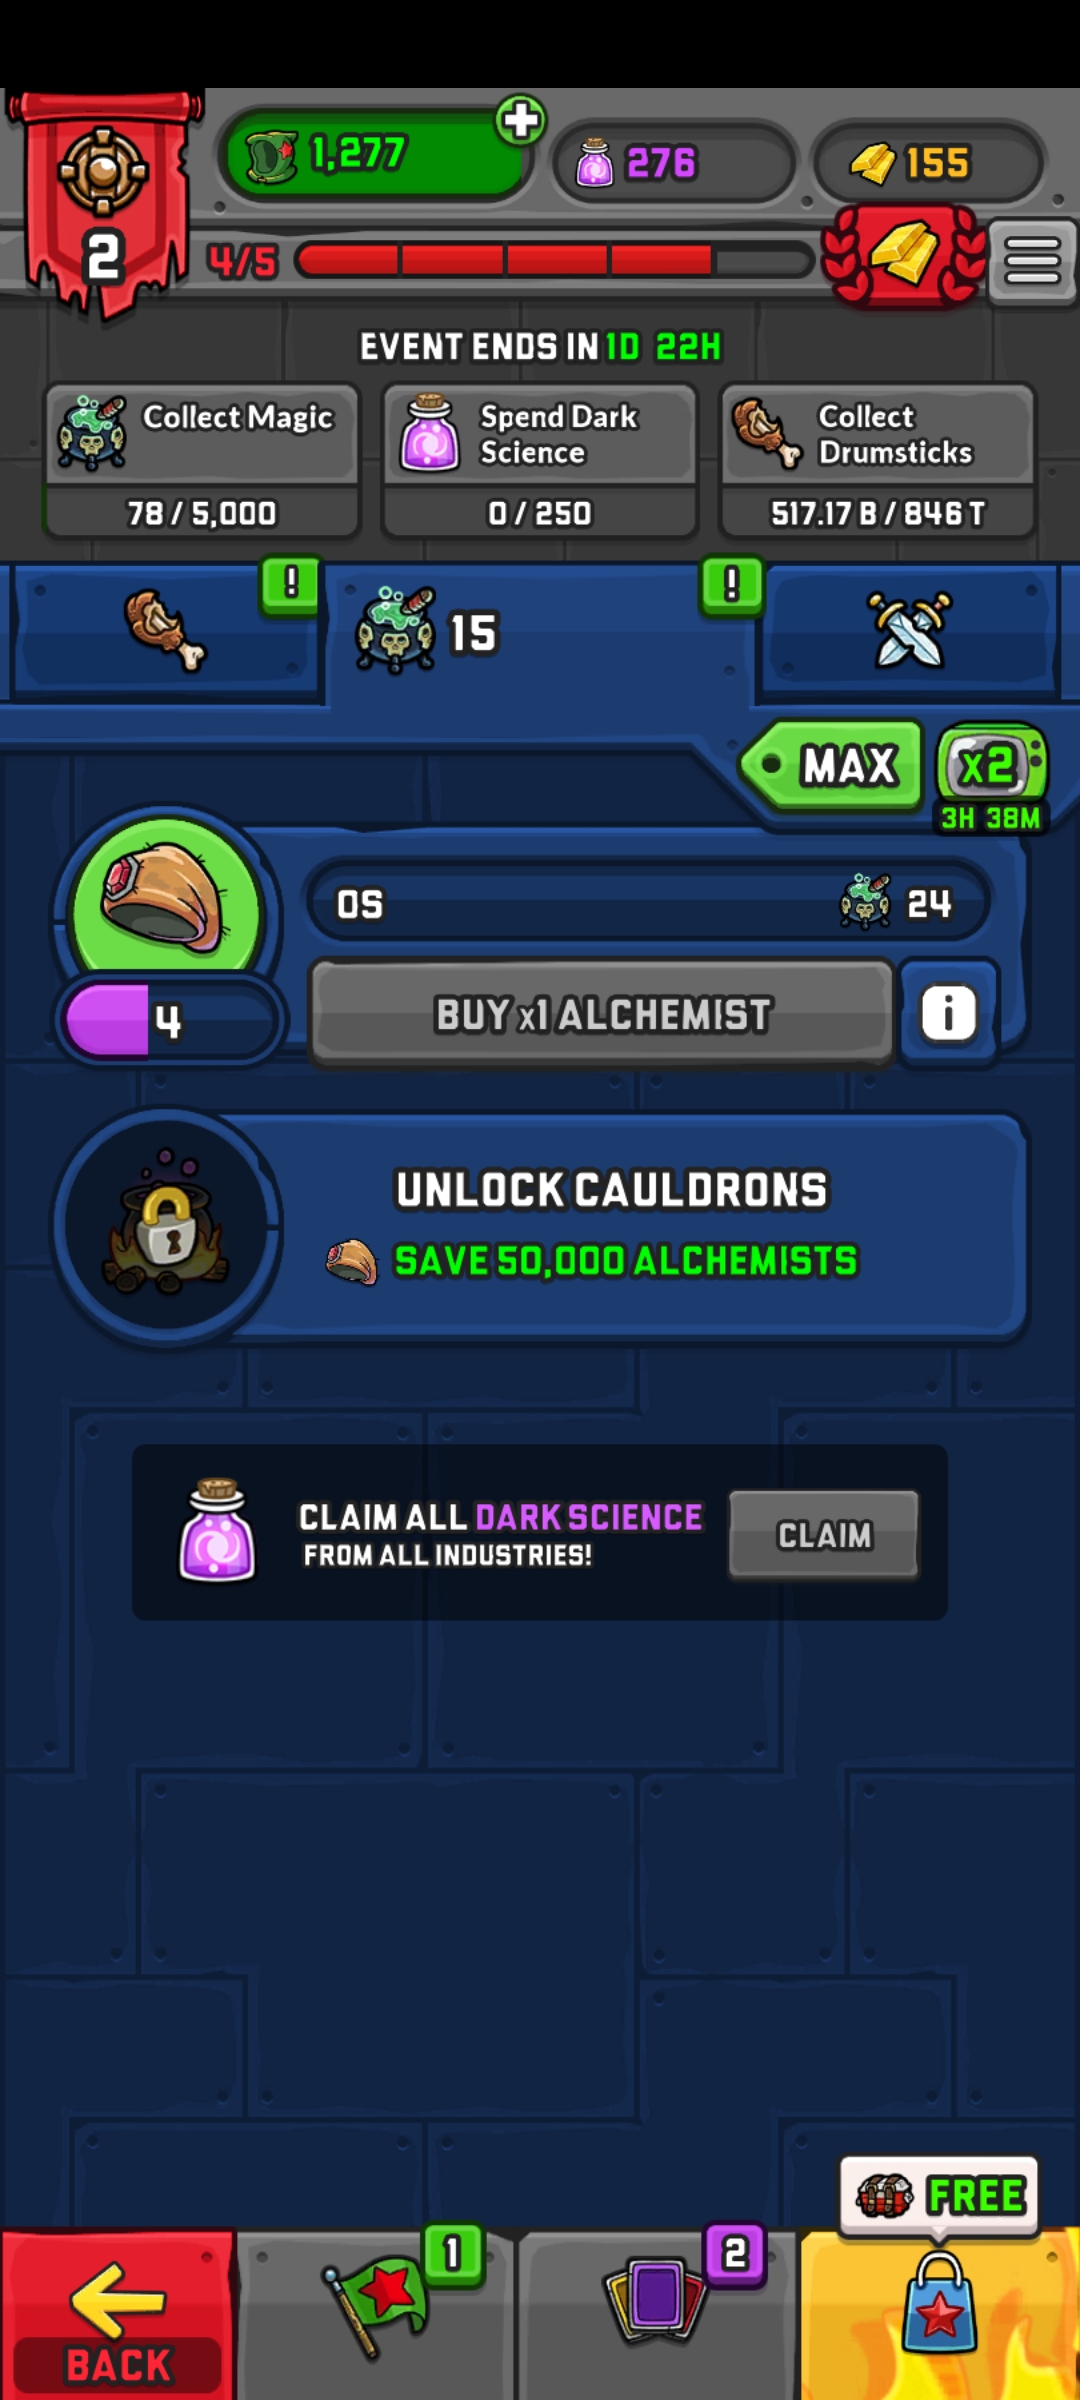 1,277
276
155
2
4/5
EVENT ENDS IN 1D 22H
Collect Magic
78 / 5,000
Spend Dark
Science
0 / 250
Collect
Drumsticks
517.17 B / 846 T
!
15
!
MAX
x2
3H 38M
0S
24
4
BUY x1 ALCHEMIST
i
UNLOCK CAULDRONS
SAVE 50,000 ALCHEMISTS
CLAIM ALL DARK SCIENCE
FROM ALL INDUSTRIES!
CLAIM
FREE
1
2
BACK